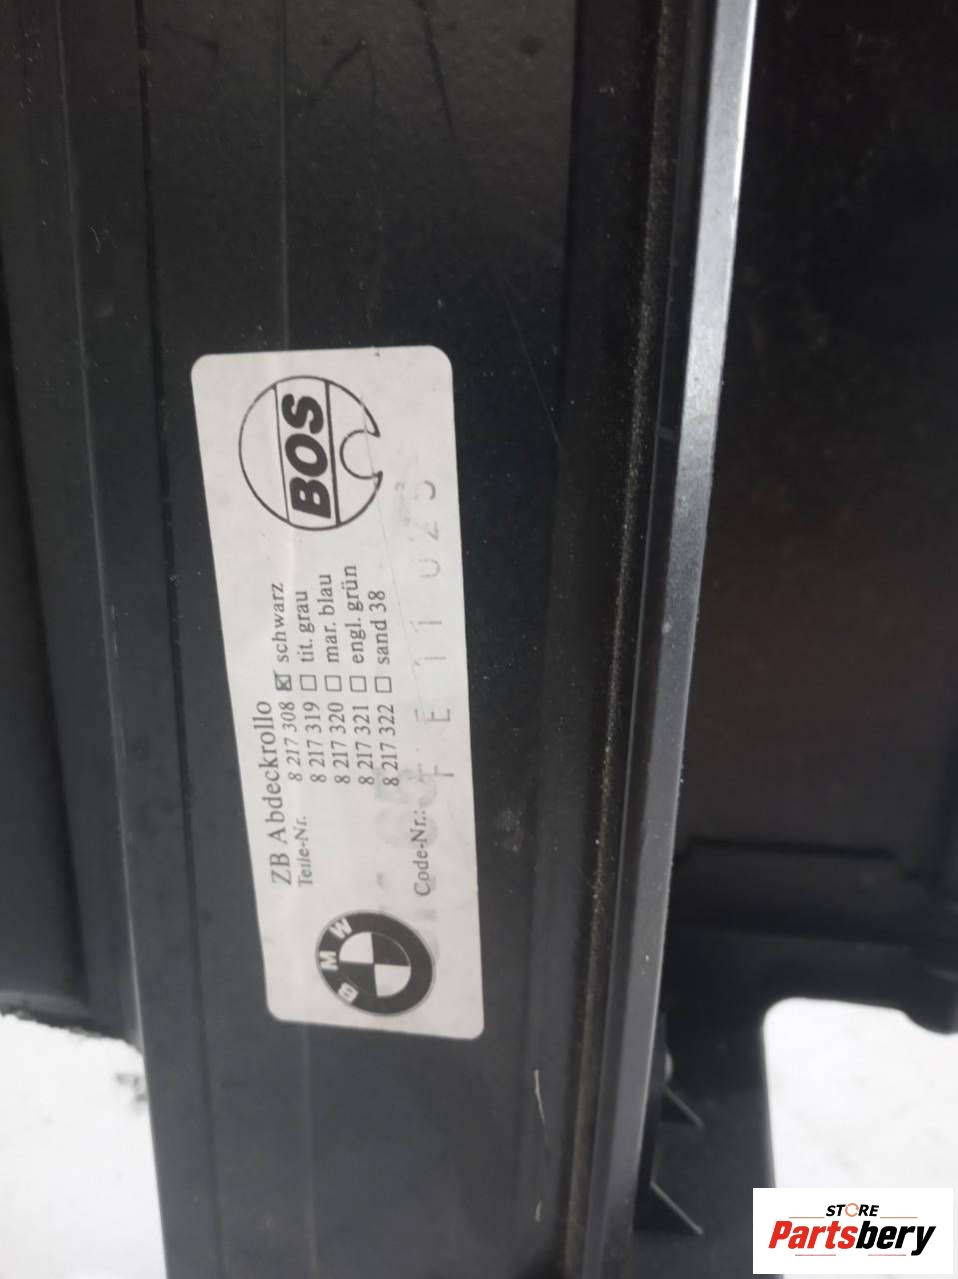 BOS
ZB Abdeckrollo
Teile-Nr. 8 217 308 ☒ schwarz
8 217 319 ☐ tit. grau
8 217 320 ☐ mar. blau
8 217 321 ☐ engl. grün
8 217 322 ☐ sand 38
Code-Nr.:
BMW
STORE
Partsbery